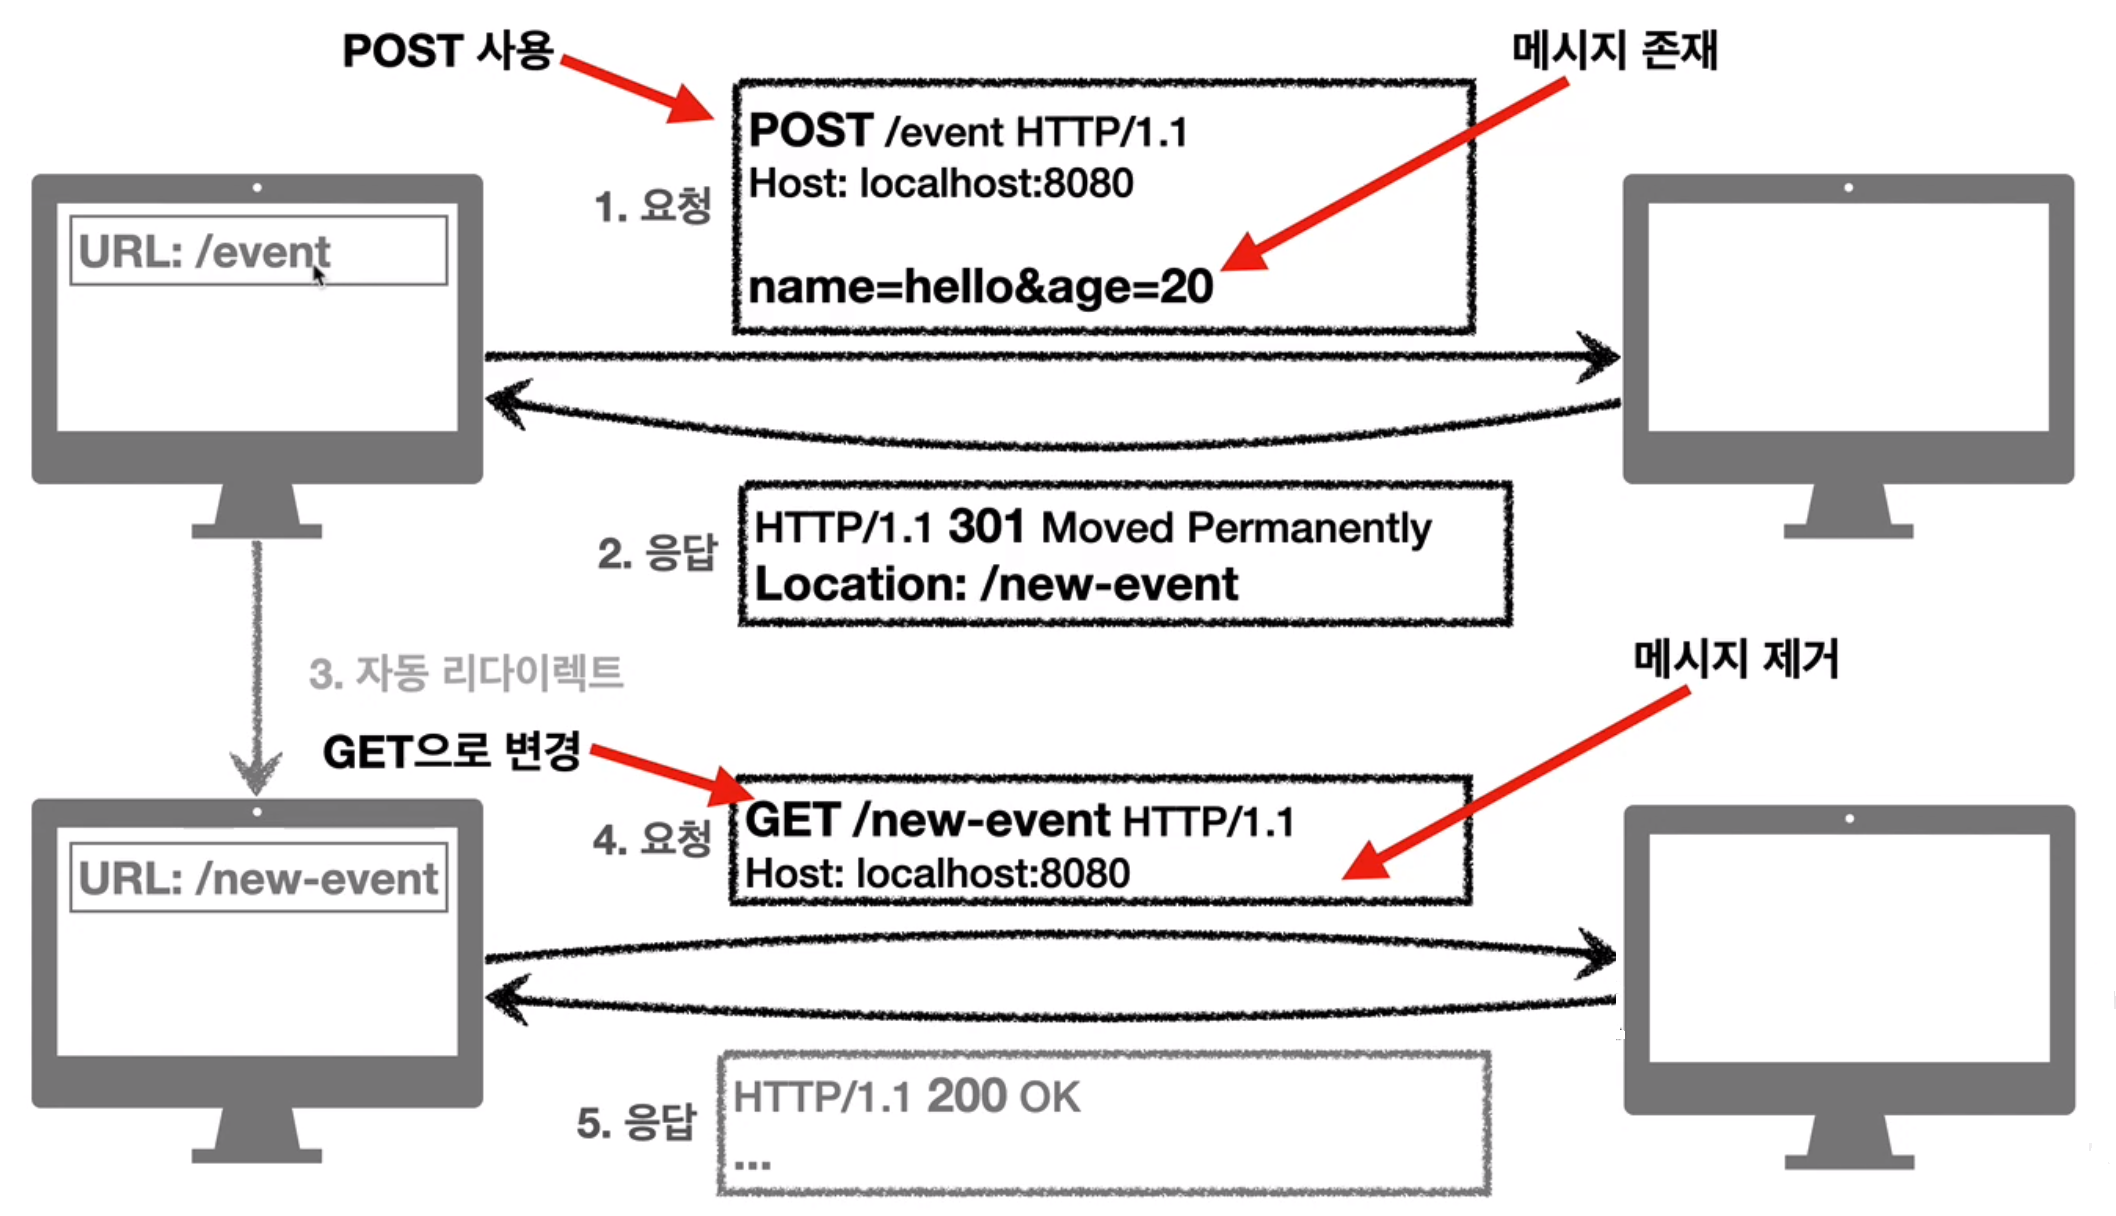 POST 사용
메시지 존재
POST /event HTTP/1.1
Host: localhost:8080
1. 요청
name=hello&age=20
URL: /event
2. 응답
HTTP/1.1 301 Moved Permanently
Location: /new-event
3. 자동 리다이렉트
메시지 제거
GET으로 변경
GET /new-event HTTP/1.1
4. 요청
Host: localhost:8080
URL: /new-event
5. 응답
HTTP/1.1 200 OK
...